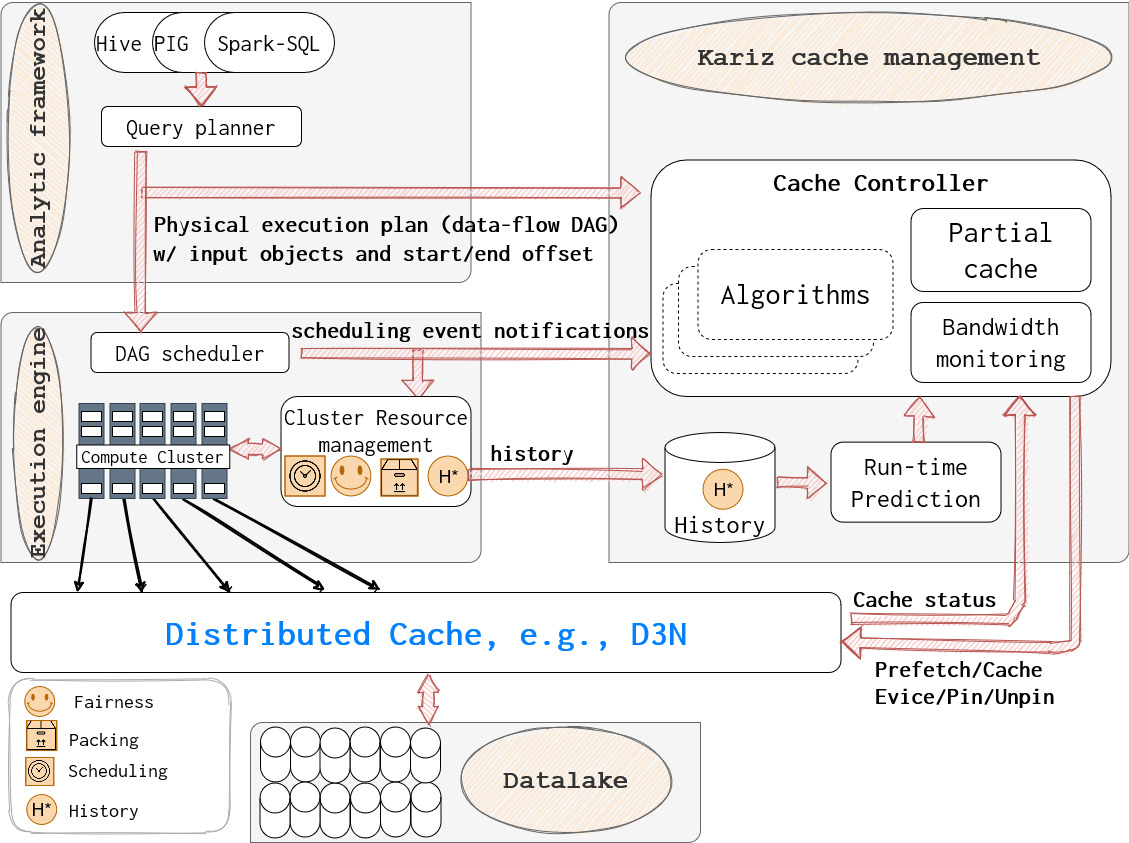 Analytic framework
Hive
PIG
Spark-SQL
Query planner
Physical execution plan (data-flow DAG)
w/ input objects and start/end offset
Kariz cache management
Cache Controller
Partial
cache
Algorithms
Bandwidth
monitoring
Execution engine
scheduling event notifications
DAG scheduler
Cluster Resource
management
H*
Compute Cluster
history
H*
History
Run-time
Prediction
Cache status
Distributed Cache, e.g., D3N
Prefetch/Cache
Evice/Pin/Unpin
Fairness
Packing
Scheduling
H*
History
Datalake